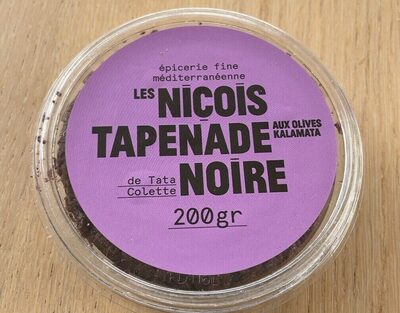 épicerie fine
méditerranéenne
LES NIÇOIS
TAPENADE AUX OLIVES
KALAMATA
de Tata
Colette NOIRE
200gr